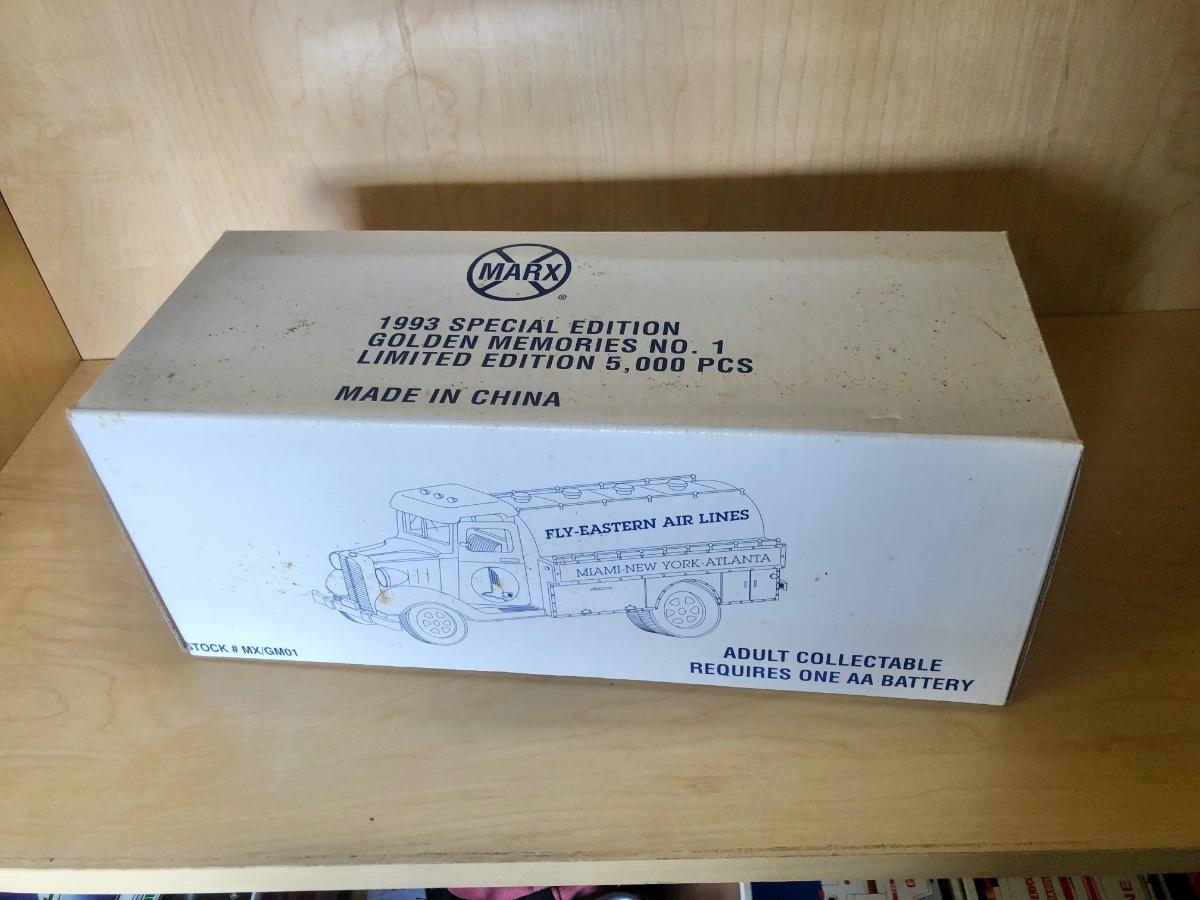 MARX
®
1993 SPECIAL EDITION
GOLDEN MEMORIES NO. 1
LIMITED EDITION 5,000 PCS
MADE IN CHINA
FLY-EASTERN AIR LINES
MIAMI-NEW YORK-ATLANTA
STOCK # MX/GM01
ADULT COLLECTABLE
REQUIRES ONE AA BATTERY